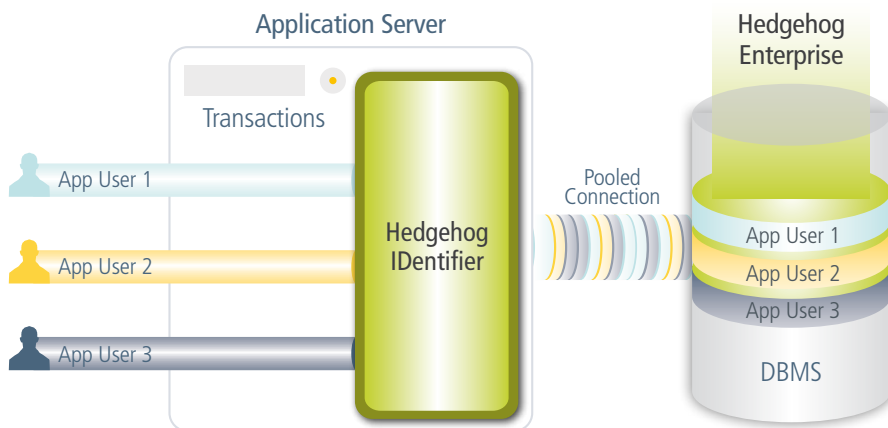 Application Server
Hedgehog
Enterprise
Transactions
App User 1
App User 2
App User 3
Hedgehog
IDentifier
Pooled
Connection
App User 1
App User 2
App User 3
DBMS